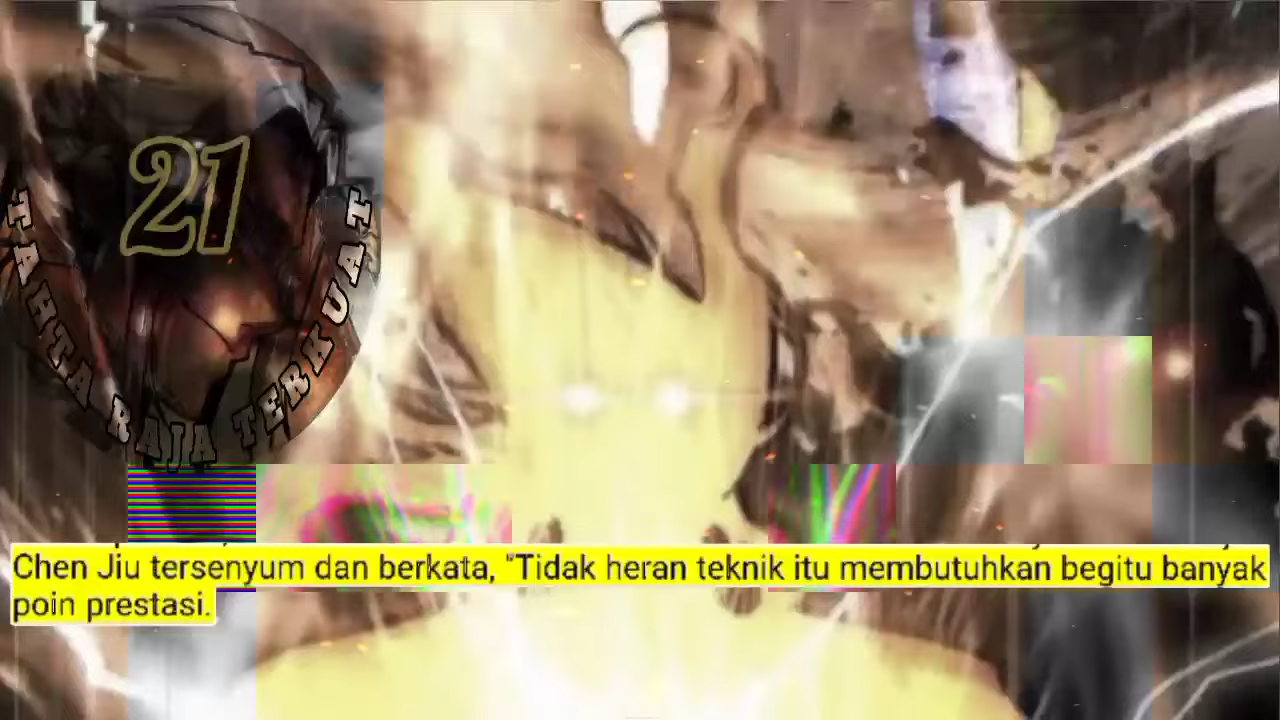 21
TAHTA RAJA TERKUAT
Chen Jiu tersenyum dan berkata, "Tidak heran teknik itu membutuhkan begitu banyak
poin prestasi.